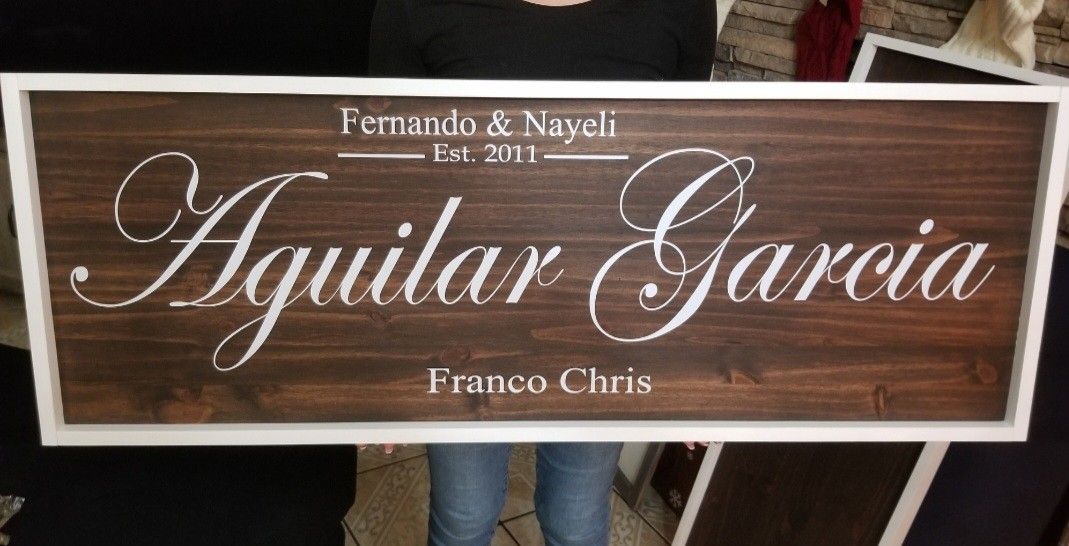 Fernando & Nayeli
Est. 2011
Aguilar Garcia
Franco Chris